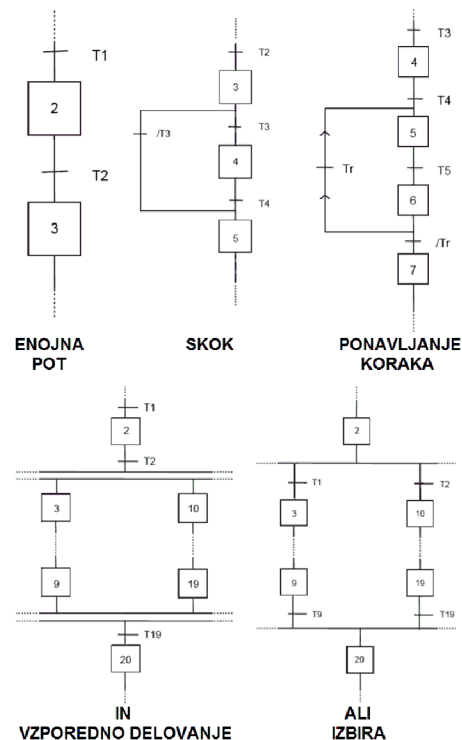 T1
2
T2
3
ENOJNA
POT
T2
3
/T3
T3
4
T4
5
SKOK
T3
4
T4
5
Tr
T5
6
/Tr
7
PONAVLJANJE
KORAKA
T1
2
T2
3
10
9
19
T19
20
IN
VZPOREDNO DELOVANJE
2
T1
T2
3
10
9
19
T9
T19
20
ALI
IZBIRA